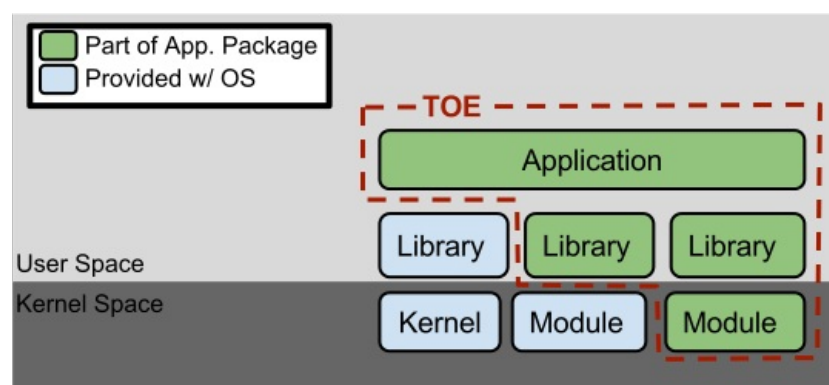 Part of App. Package
Provided w/ OS
TOE
Application
Library Library Library
User Space
Kernel Space
Kernel Module Module